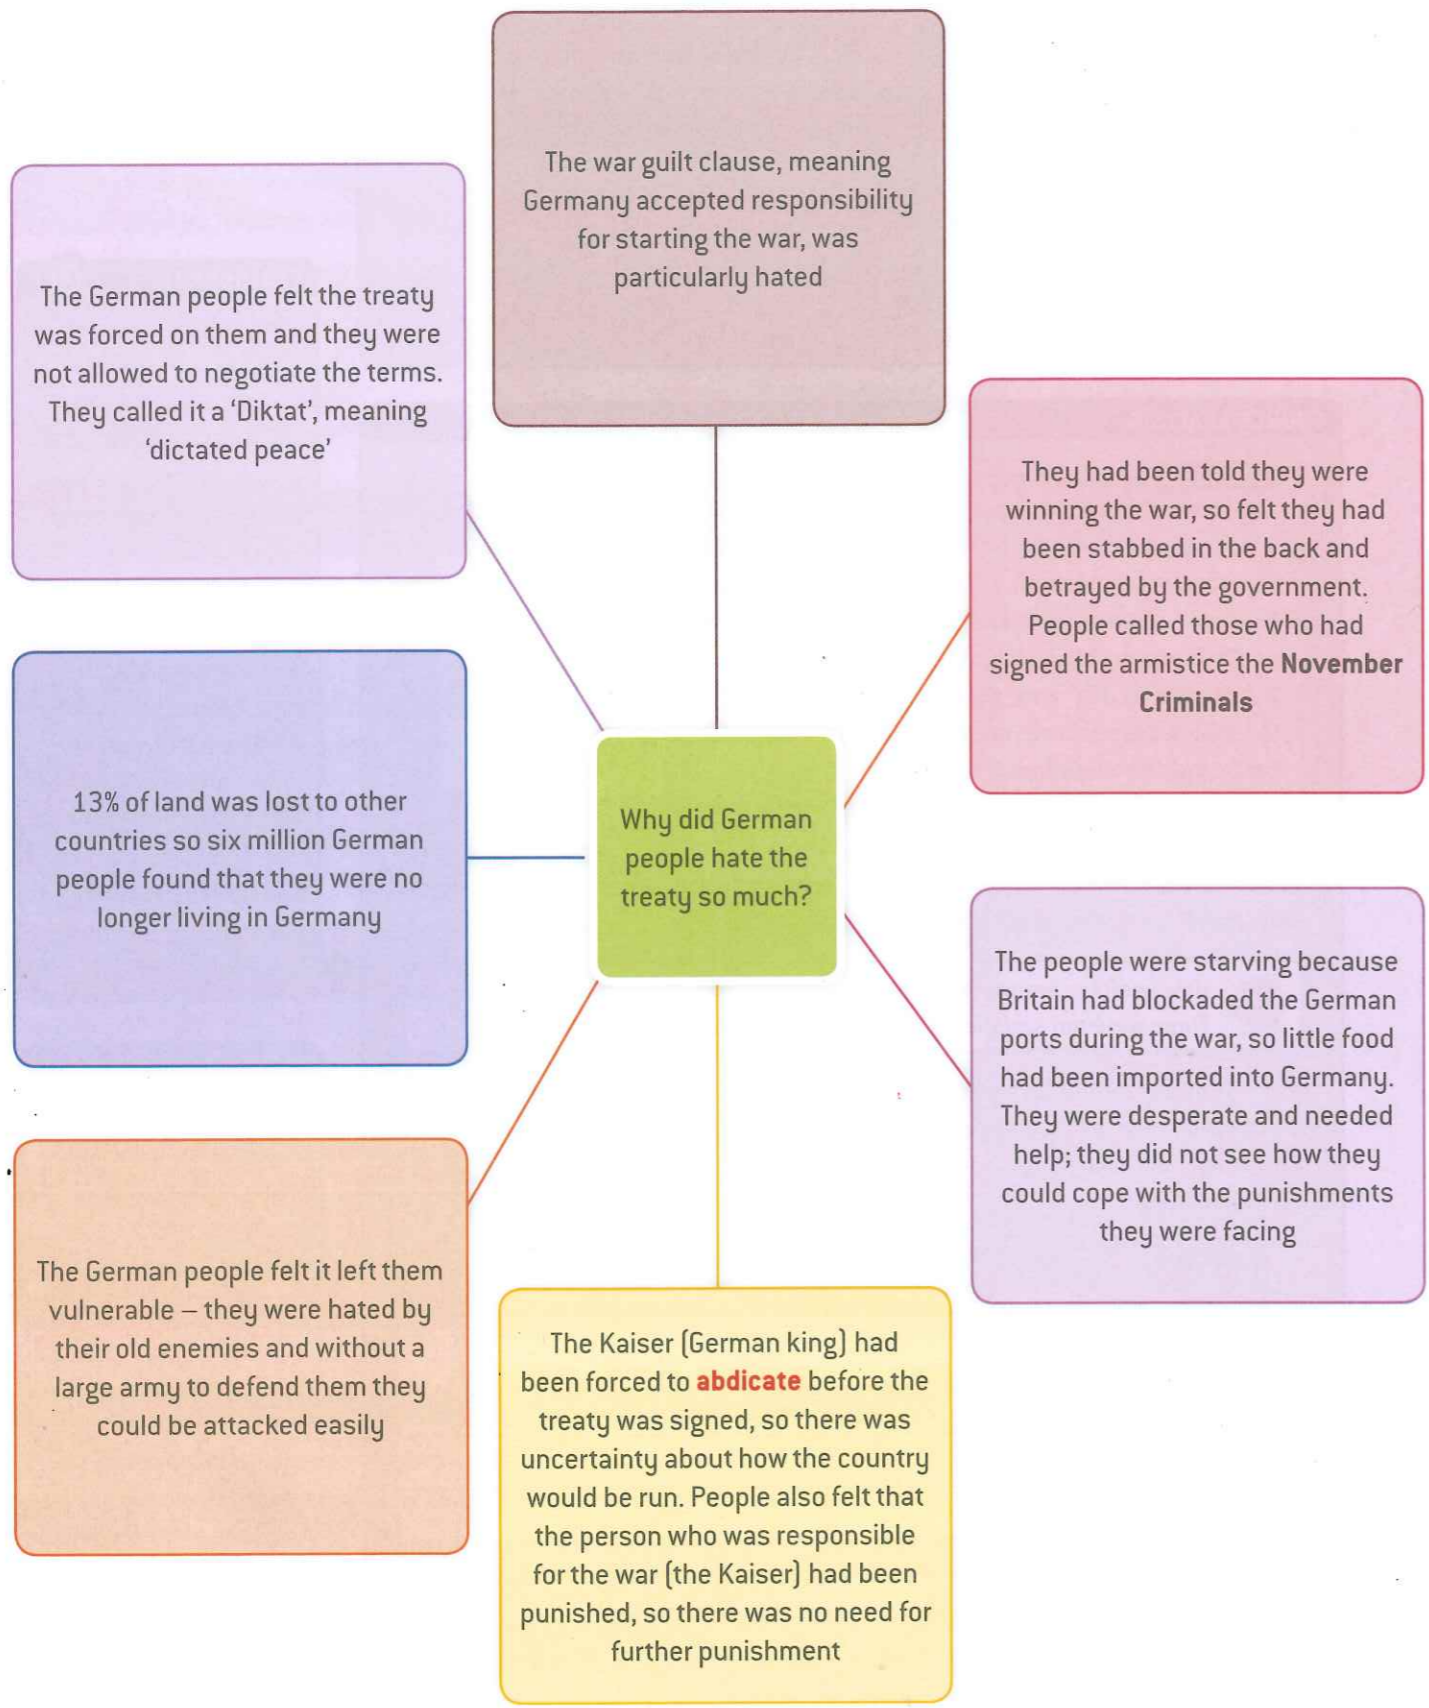 The war guilt clause, meaning
Germany accepted responsibility
for starting the war, was
particularly hated
The German people felt the treaty
was forced on them and they were
not allowed to negotiate the terms.
They called it a ‘Diktat’, meaning
‘dictated peace’
They had been told they were
winning the war, so felt they had
been stabbed in the back and
betrayed by the government.
People called those who had
signed the armistice the November
Criminals
13% of land was lost to other
countries so six million German
people found that they were no
longer living in Germany
Why did German
people hate the
treaty so much?
The people were starving because
Britain had blockaded the German
ports during the war, so little food
had been imported into Germany.
They were desperate and needed
help; they did not see how they
could cope with the punishments
they were facing
The German people felt it left them
vulnerable – they were hated by
their old enemies and without a
large army to defend them they
could be attacked easily
The Kaiser (German king) had
been forced to abdicate before the
treaty was signed, so there was
uncertainty about how the country
would be run. People also felt that
the person who was responsible
for the war (the Kaiser) had been
punished, so there was no need for
further punishment